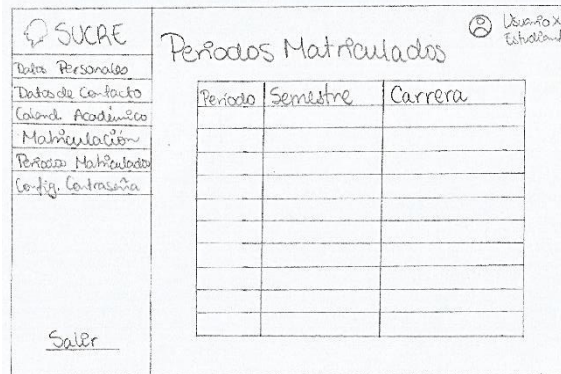 SUCRE
Datos Personales
Datos de Contacto
Calend. Académico
Matriculación
Periodos Matriculados
Config. Contraseña
Salir
Periodos Matriculados
Usuario X
Estudiant
Periodo Semestre Carrera